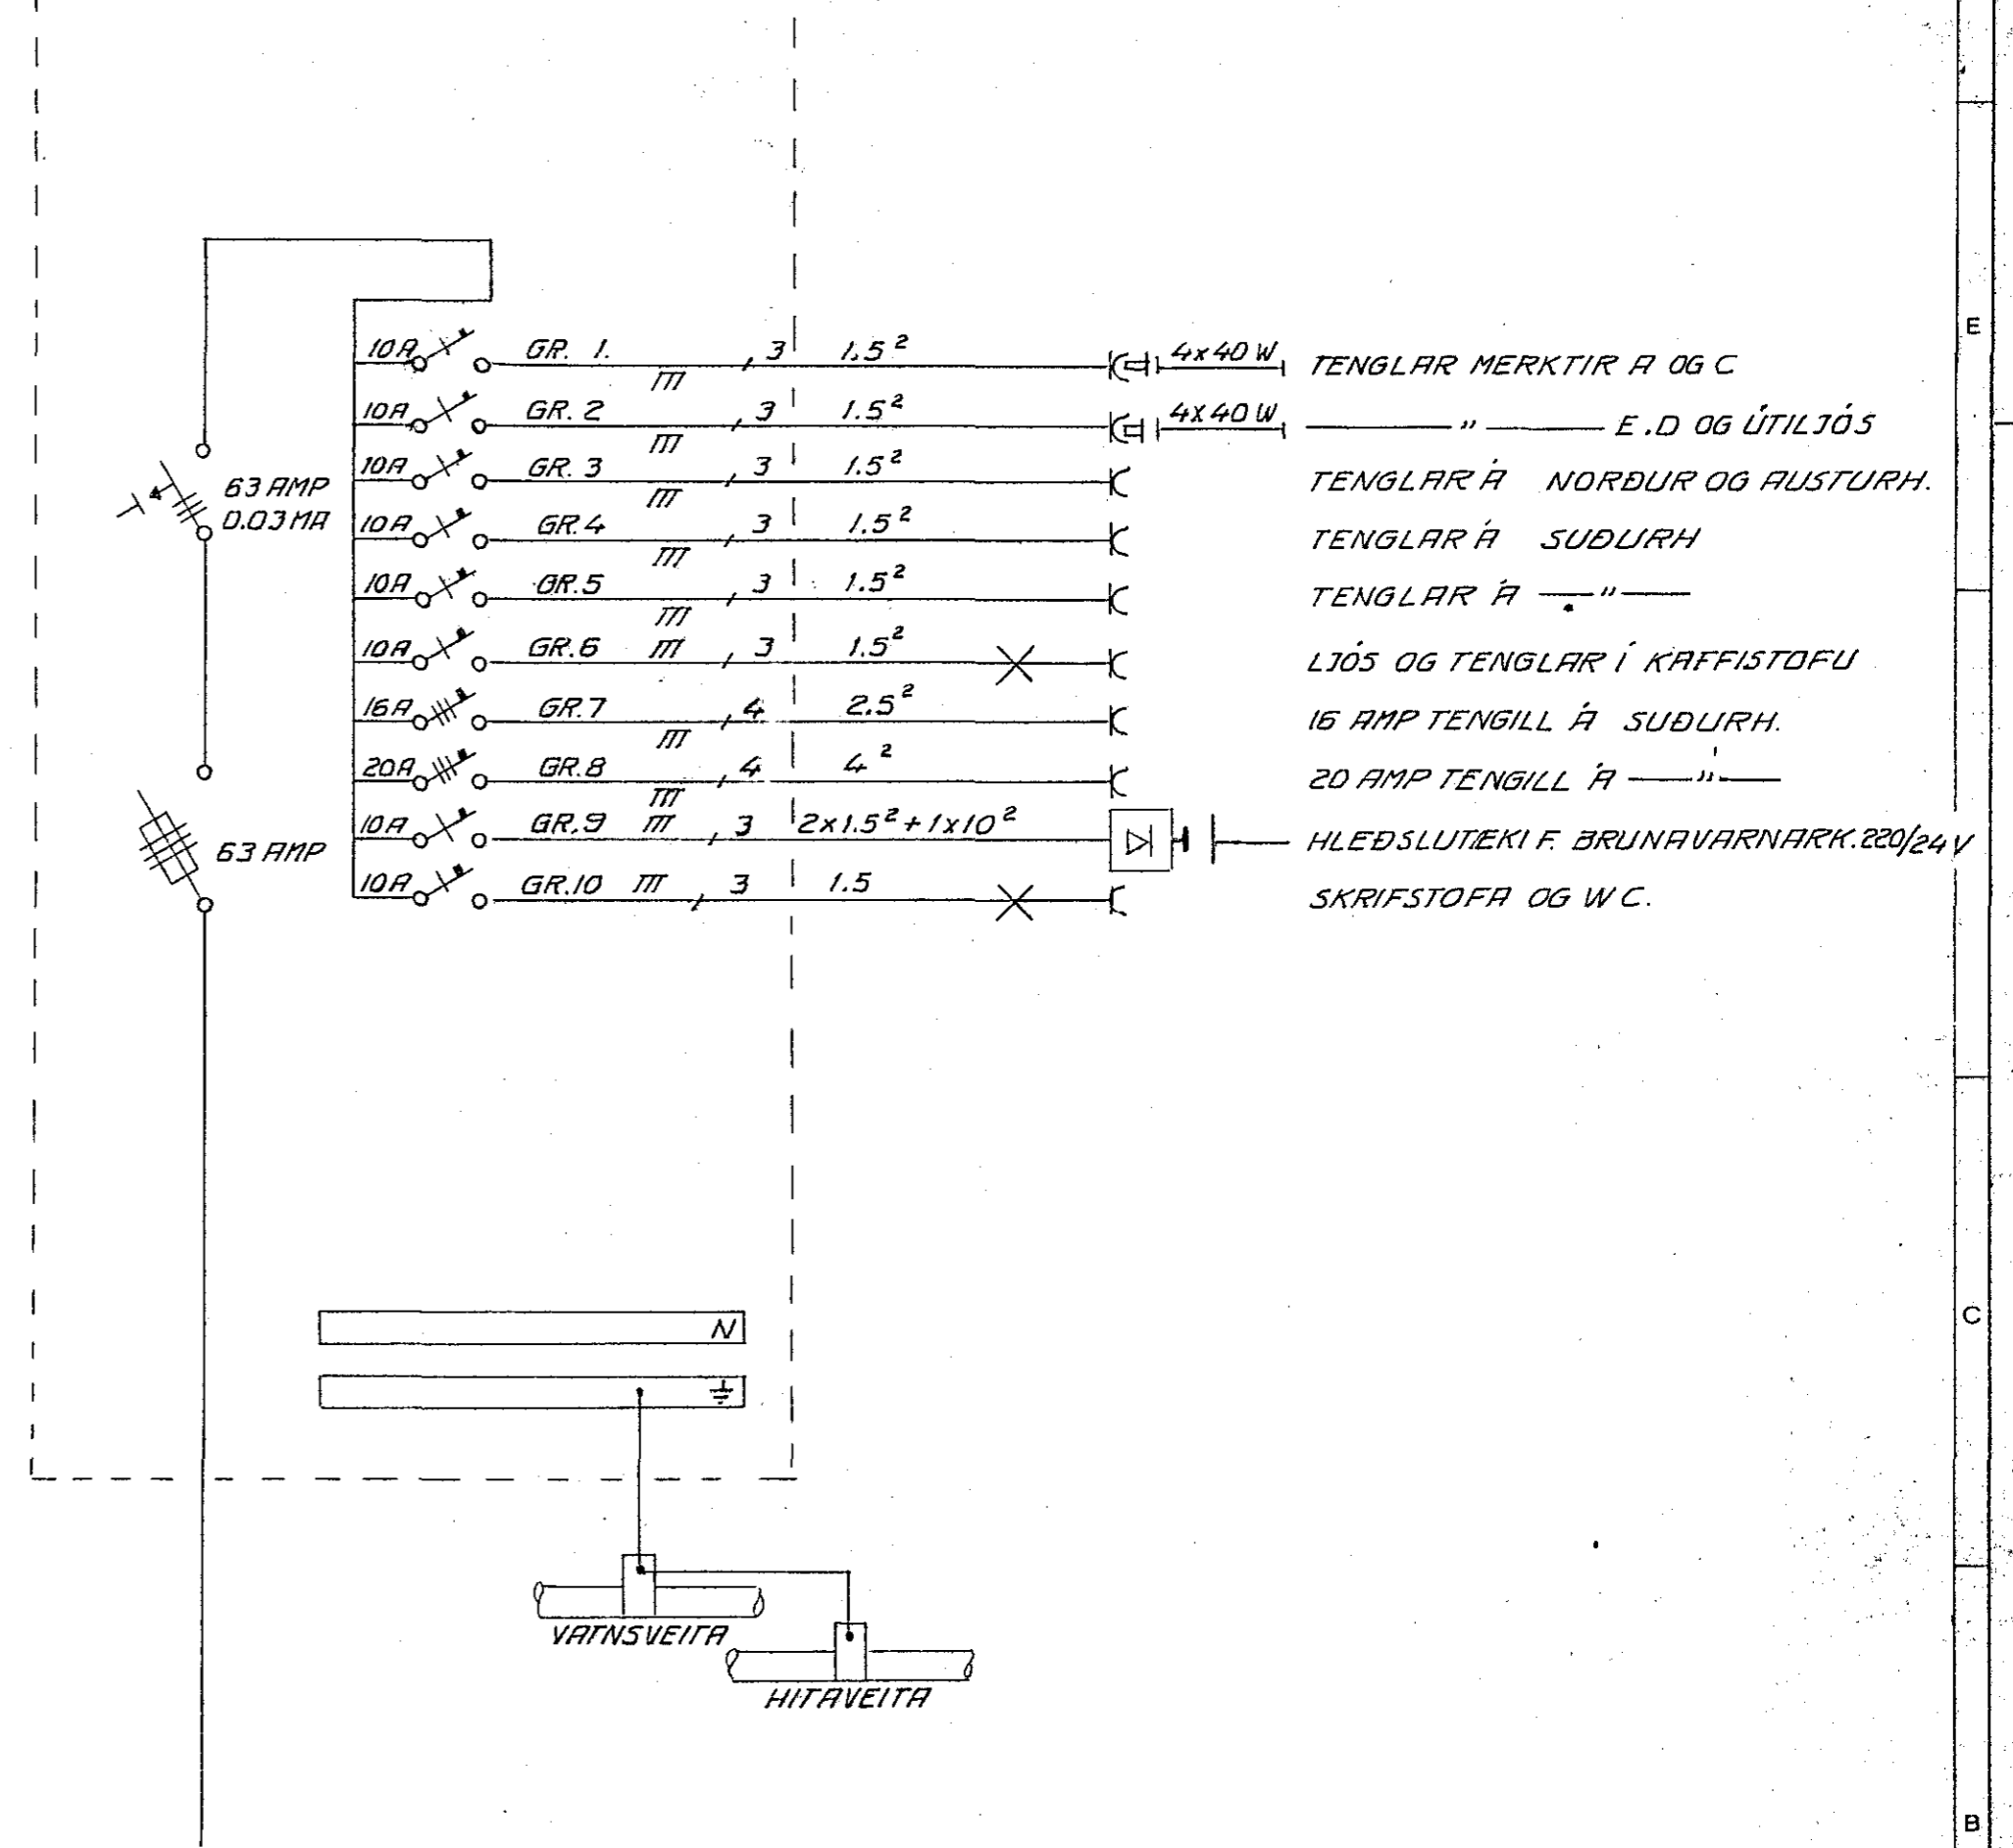 10A GR. 1. 3 1.5² 4x40 W TENGLAR MERKTIR A OG C
10A GR. 2 3 1.5² 4x40 W —— " —— E.D OG ÚTILJÓS
10A GR. 3 3 1.5² TENGLAR Á NORÐUR OG AUSTURH.
63 AMP
0.03 MA
10A GR.4 3 1.5² TENGLAR Á SUÐURH
10A GR.5 3 1.5² TENGLAR Á —— " ——
10A GR.6 3 1.5² LJÓS OG TENGLAR Í KAFFISTOFU
16A GR.7 4 2.5² 16 AMP TENGILL Á SUÐURH.
20A GR.8 4 4² 20 AMP TENGILL Á —— " ——
10A GR.9 3 2x1.5²+1x10² HLEÐSLUTÆKI F. BRUNAVARNARK. 220/24 V
63 AMP
10A GR.10 3 1.5 SKRIFSTOFA OG W C.
N
VATNSVEITA
HITAVEITA
E
C
B